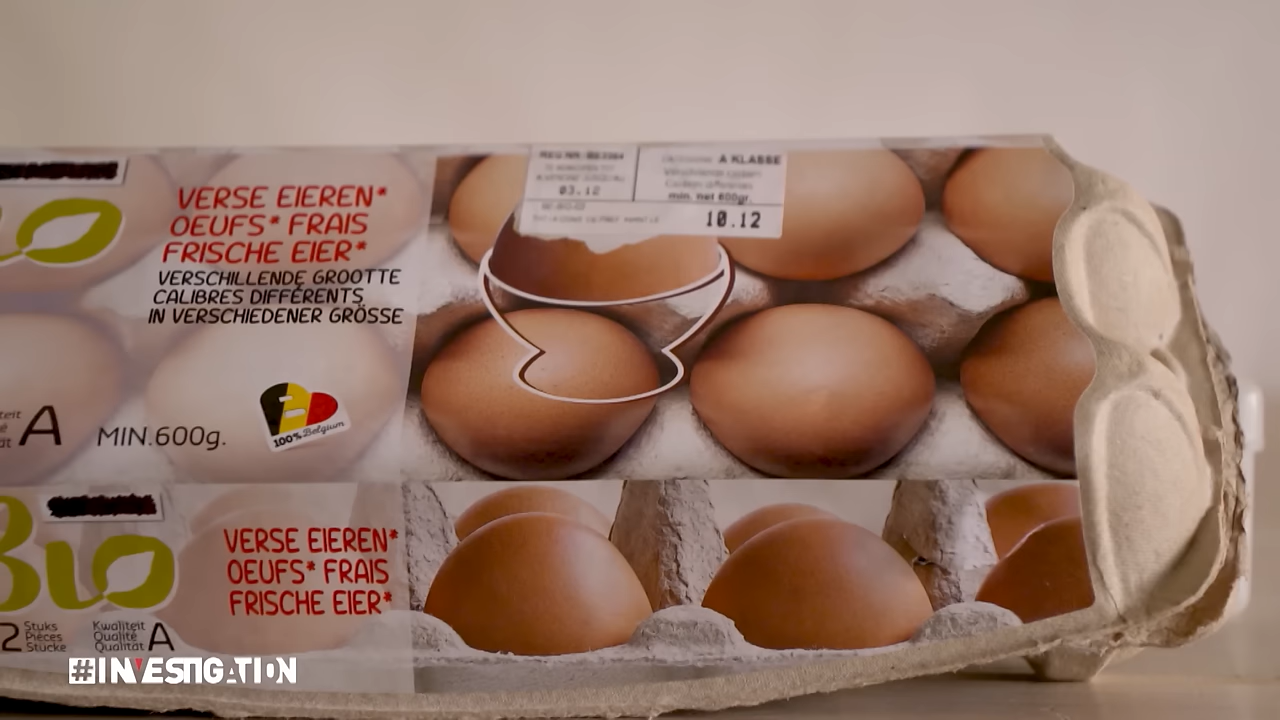 VERSE EIEREN*
OEUFS* FRAIS
FRISCHE EIER*
VERSCHILLENDE GROOTTE
CALIBRES DIFFÉRENTS
IN VERSCHIEDENER GRÖSSE
A
MIN.600g.
100% Belgium
03.12
A KLASSE
min. net 600gr.
10.12
BIO
VERSE EIEREN*
OEUFS* FRAIS
FRISCHE EIER*
2 Stuks
Pièces
Stücke
Kwaliteit
Qualité
Qualität
A
#INVESTIGATION